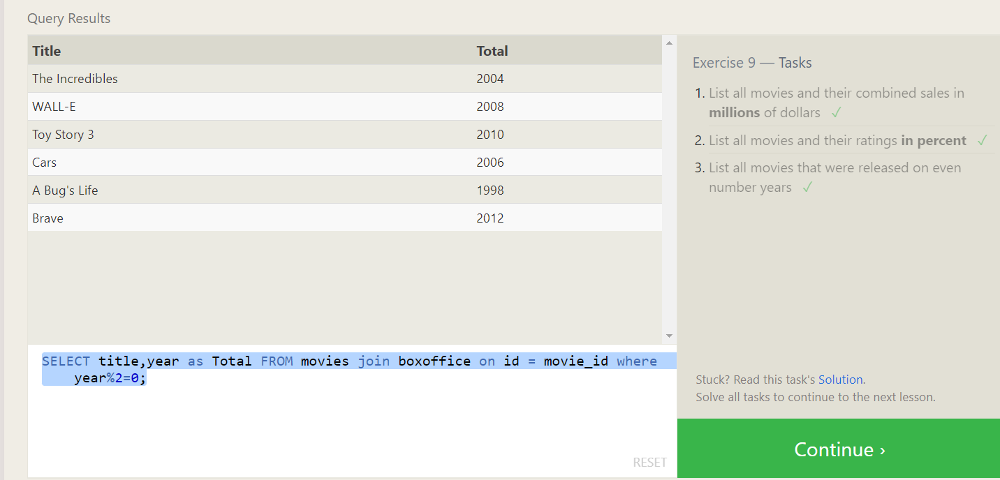 Query Results
Title Total
The Incredibles 2004
WALL-E 2008
Toy Story 3 2010
Cars 2006
A Bug's Life 1998
Brave 2012
SELECT title,year as Total FROM movies join boxoffice on id = movie_id where
year%2=0;
RESET
Exercise 9 — Tasks
1. List all movies and their combined sales in
millions of dollars ✓
2. List all movies and their ratings in percent ✓
3. List all movies that were released on even
number years ✓
Stuck? Read this task's Solution.
Solve all tasks to continue to the next lesson.
Continue ›